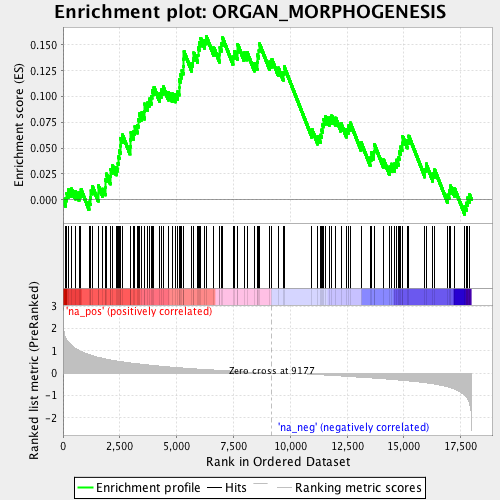 Enrichment plot: ORGAN_MORPHOGENESIS
Enrichment score (ES)
0.150
0.125
0.100
0.075
0.050
0.025
0.000
'na_pos' (positively correlated)
Ranked list metric (PreRanked)
3
2
1
0
-1
-2
Zero cross at 9177
'na_neg' (negatively correlated)
0
2,500
5,000
7,500
10,000
12,500
15,000
17,500
Rank in Ordered Dataset
Enrichment profile
Hits
Ranking metric scores